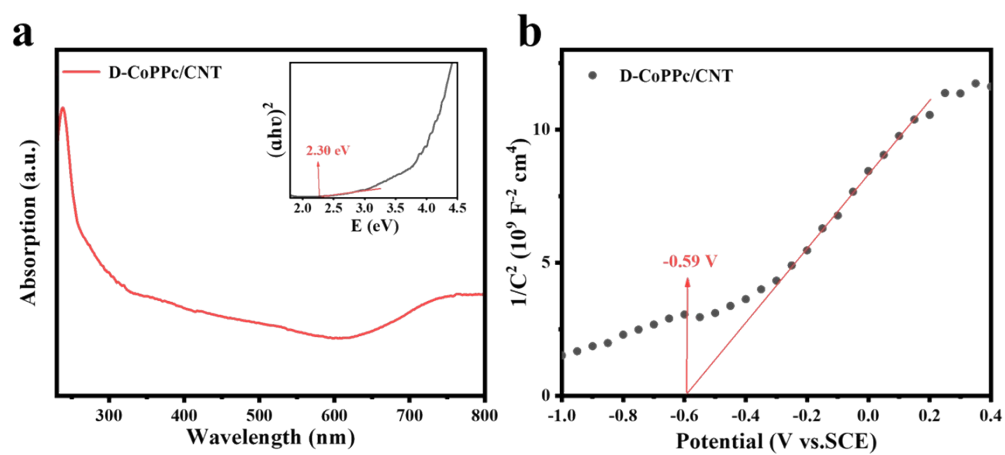 a
D-CoPPc/CNT
Absorption (a.u.)
(αhυ)²
2.30 eV
2.0 2.5 3.0 3.5 4.0 4.5
E (eV)
300 400 500 600 700 800
Wavelength (nm)
b
D-CoPPc/CNT
1/C² (10⁹ F⁻² cm⁴)
10
5
0
-0.59 V
-1.0 -0.8 -0.6 -0.4 -0.2 0.0 0.2 0.4
Potential (V vs.SCE)